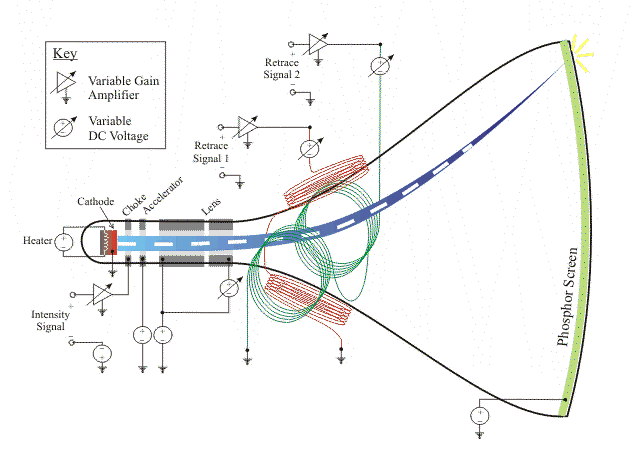 Key
Variable Gain
Amplifier
Variable
DC Voltage
Retrace
Signal 2
+
−
Retrace
Signal 1
+
−
Cathode
Choke
Accelerator
Lens
Heater
Intensity
Signal
+
−
Phosphor Screen